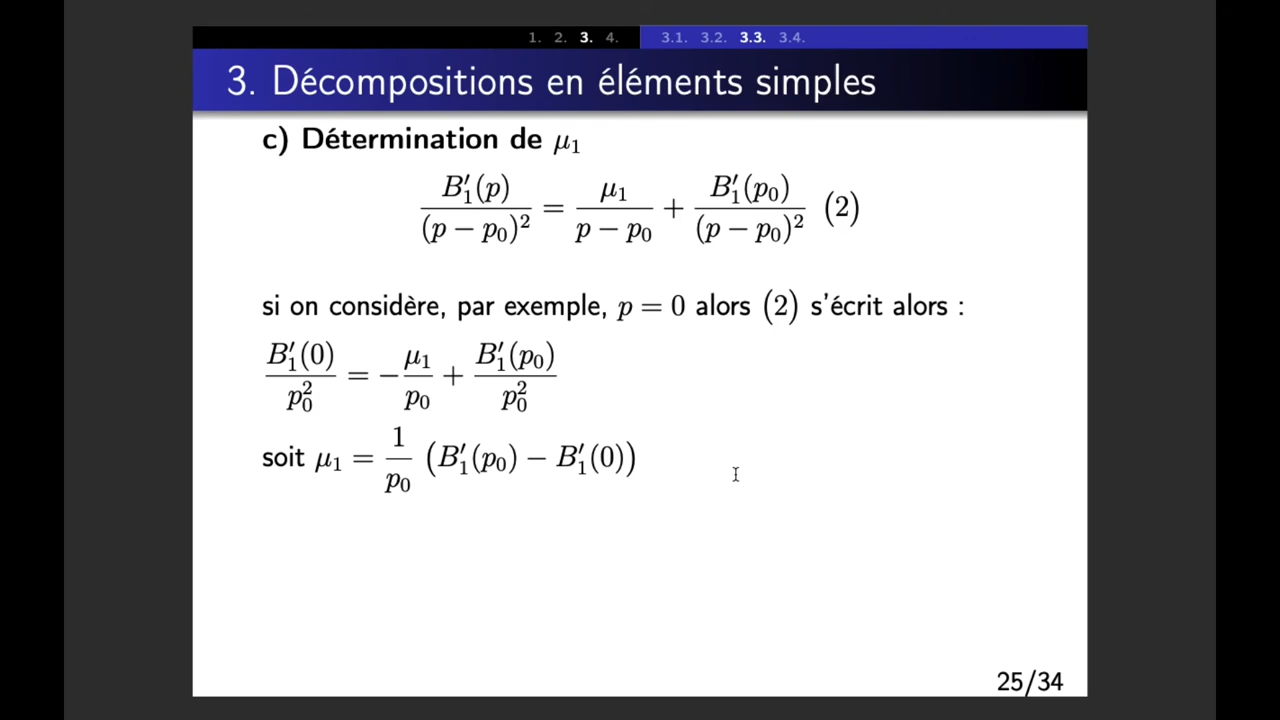 1. 2. 3. 4. 3.1. 3.2. 3.3. 3.4.
3. Décompositions en éléments simples
c) Détermination de μ₁
B′₁(p)/(p − p₀)² = μ₁/(p − p₀) + B′₁(p₀)/(p − p₀)² (2)
si on considère, par exemple, p = 0 alors (2) s'écrit alors :
B′₁(0)/p₀² = −μ₁/p₀ + B′₁(p₀)/p₀²
soit μ₁ = 1/p₀ (B′₁(p₀) − B′₁(0))
25/34